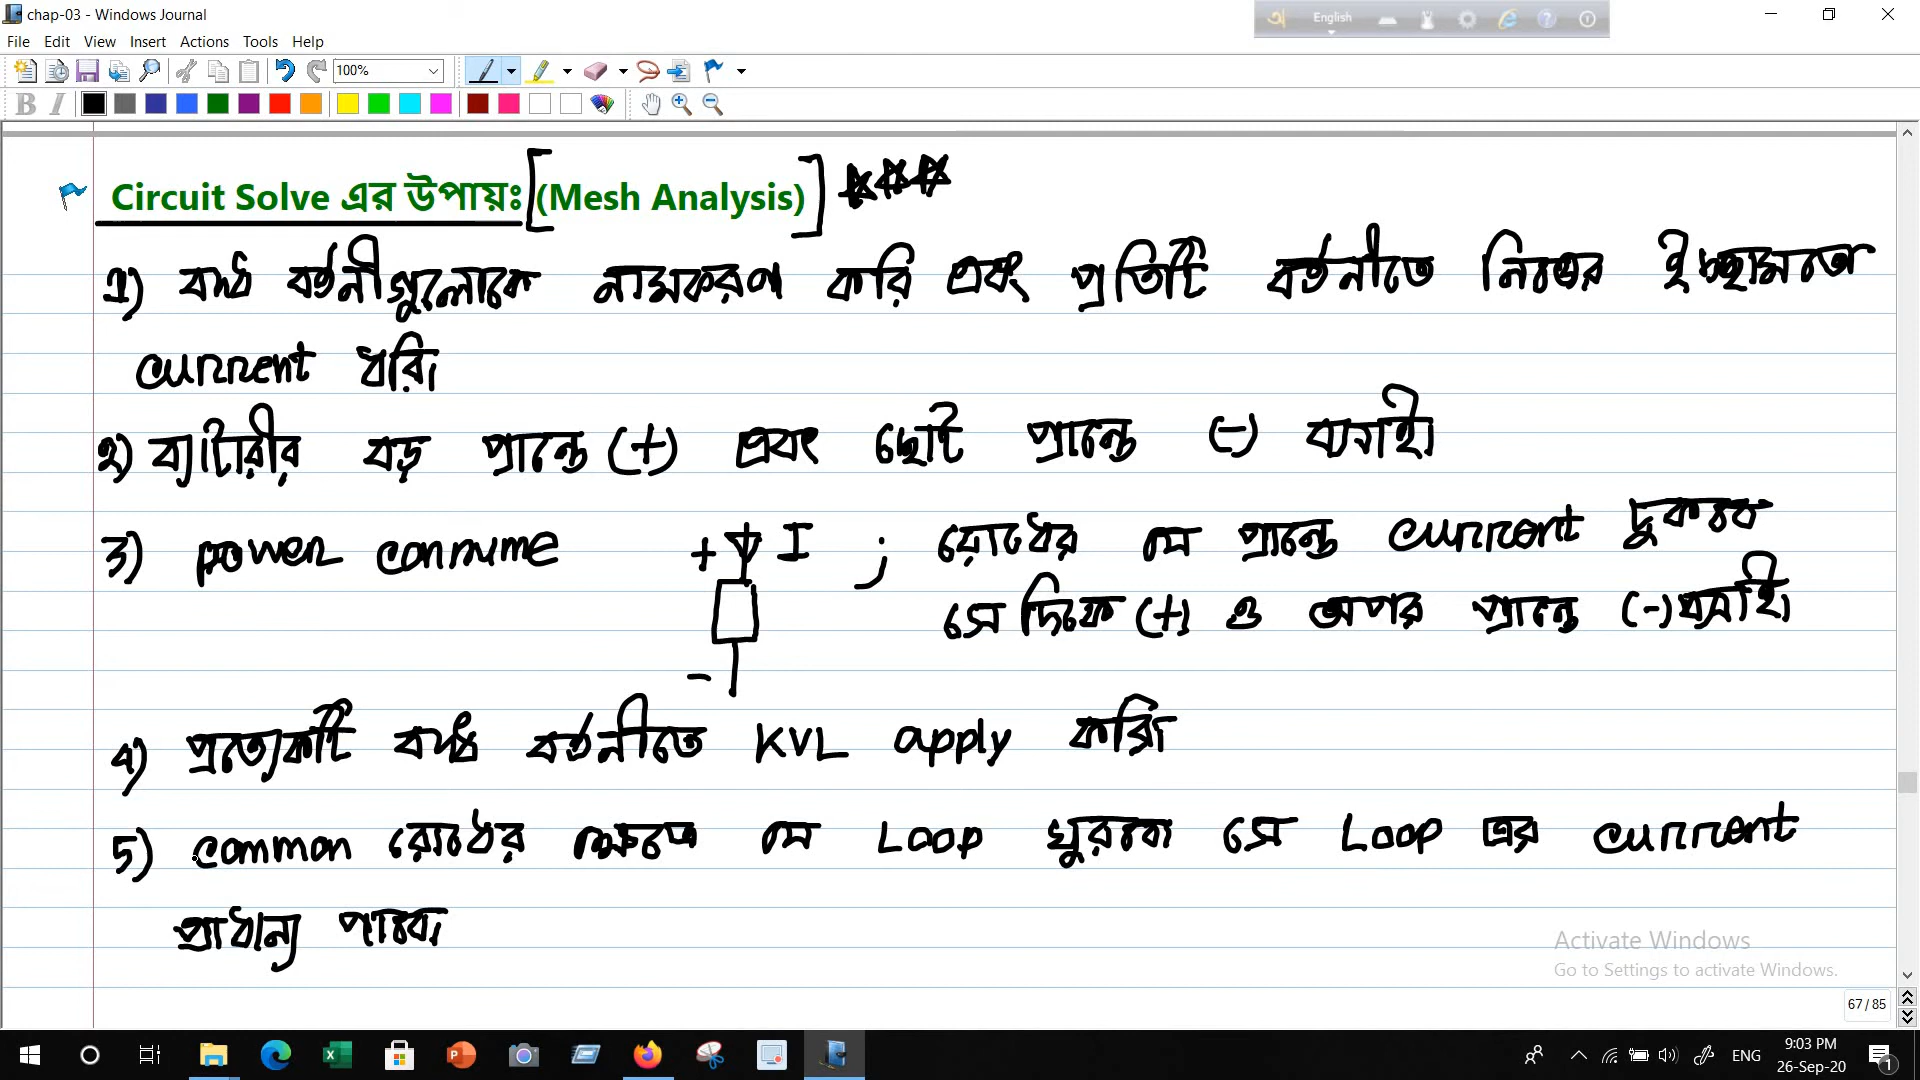 chap-03 - Windows Journal
English
File Edit View Insert Actions Tools Help
100%
B I
Circuit Solve এর উপায়ঃ [(Mesh Analysis)]
১) বদ্ধ বর্তনীগুলোকে নামকরণ করি এবং প্রতিটি বর্তনীতে নিজের ইচ্ছামতো
current ধরি।
২) ব্যাটারীর বড় প্রান্তে (+) এবং ছোট প্রান্তে (-) বসাই।
3) power consume + I ; রোধের যে প্রান্তে current ঢুকবে
সে দিকে (+) ও অপর প্রান্তে (-) বসাই।
-
৪) প্রত্যেকটি বদ্ধ বর্তনীতে KVL apply করি।
5) common রোধের ক্ষেত্রে যে Loop ঘুরবো সে Loop এর current
প্রাধান্য পাবে।
Activate Windows
Go to Settings to activate Windows.
67 / 85
ENG
9:03 PM
26-Sep-20
1